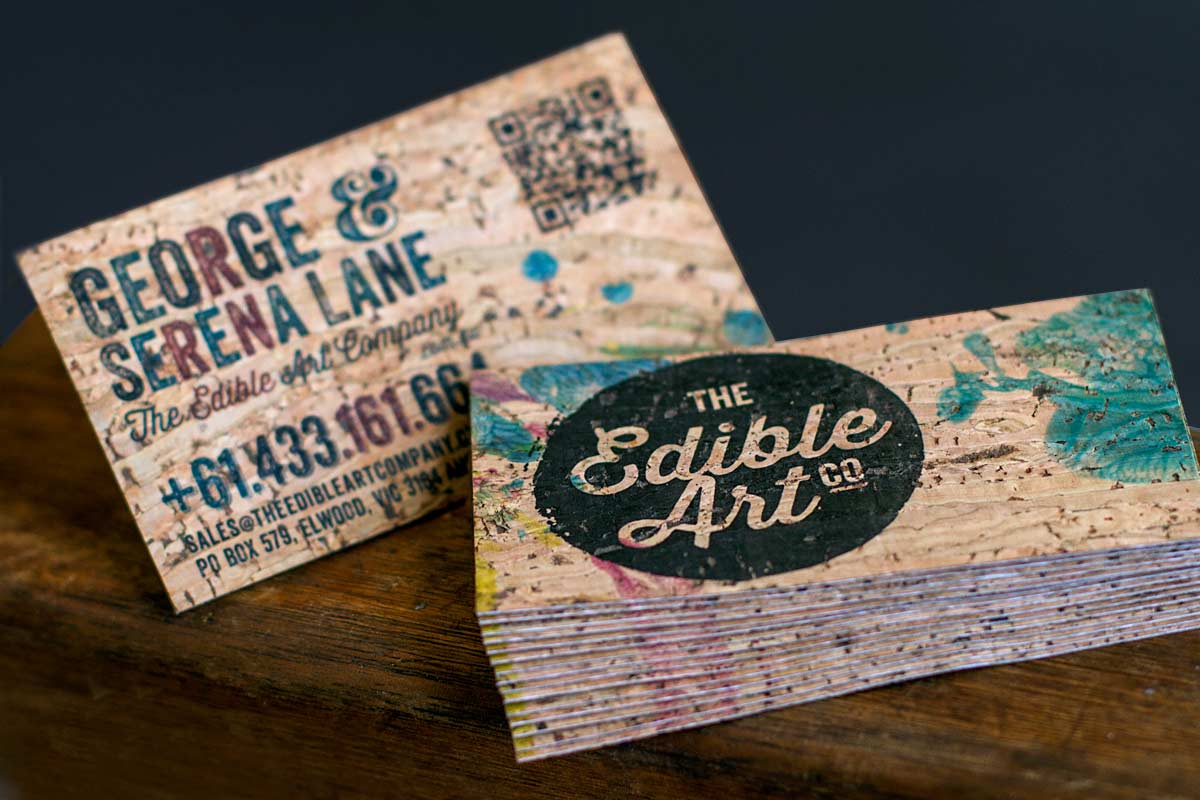 GEORGE &
SERENA LANE
The Edible Art Company
+61.433.161.66
SALES@THEEDIBLEARTCOMPANY.C
PO BOX 579, ELWOOD, VIC 3184
THE
Edible
Art CO